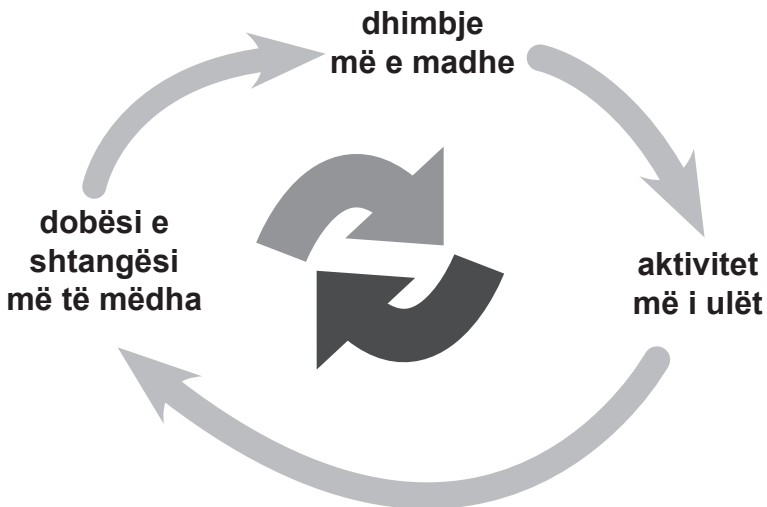 dhimbje
më e madhe
dobësi e
shtangësi
më të mëdha
aktivitet
më i ulët